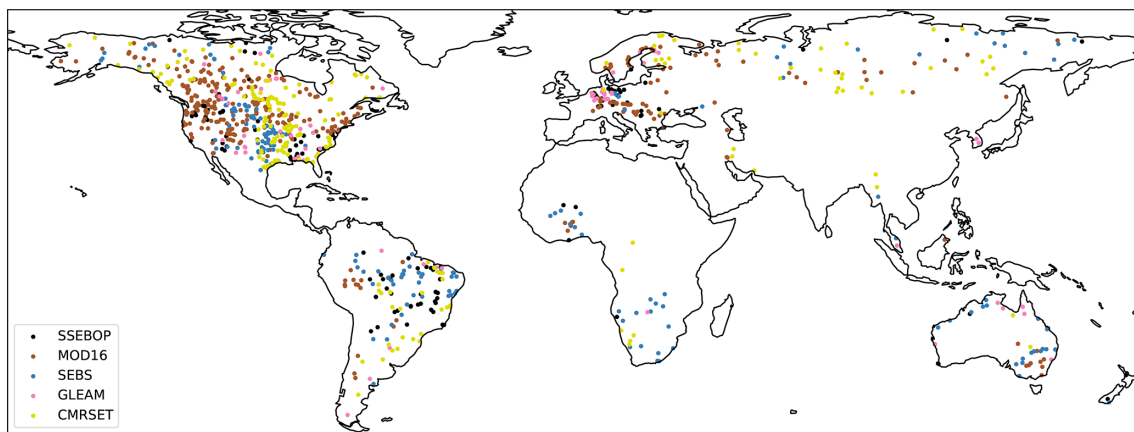 SSEBOP
MOD16
SEBS
GLEAM
CMRSET